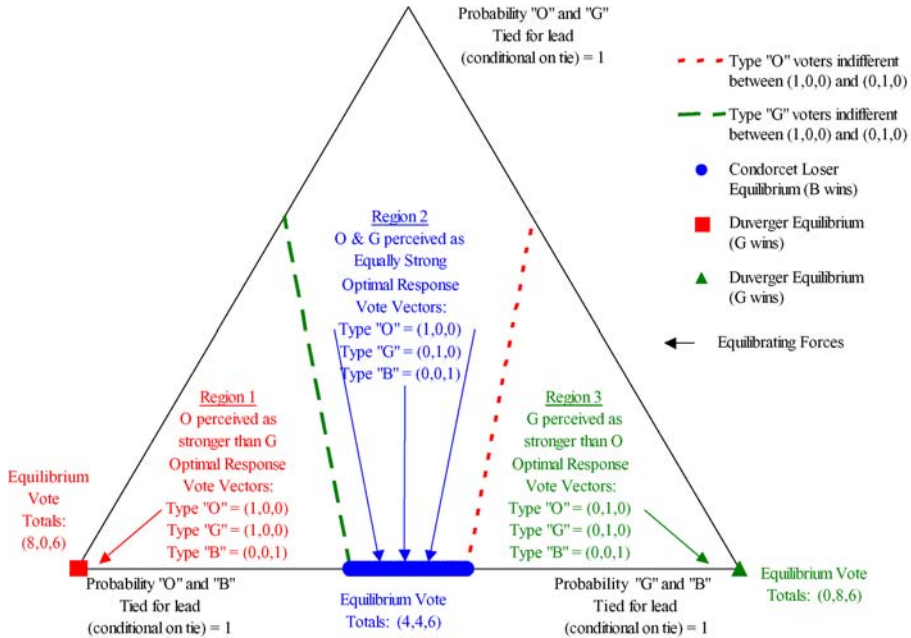 Probability "O" and "G"
Tied for lead
(conditional on tie) = 1
Type "O" voters indifferent
between (1,0,0) and (0,1,0)
Type "G" voters indifferent
between (1,0,0) and (0,1,0)
Condorcet Loser
Equilibrium (B wins)
Duverger Equilibrium
(G wins)
Duverger Equilibrium
(G wins)
Equilibrating Forces
Region 2
O & G perceived as
Equally Strong
Optimal Response
Vote Vectors:
Type "O" = (1,0,0)
Type "G" = (0,1,0)
Type "B" = (0,0,1)
Region 1
O perceived as
stronger than G
Optimal Response
Vote Vectors:
Type "O" = (1,0,0)
Type "G" = (1,0,0)
Type "B" = (0,0,1)
Region 3
G perceived as
stronger than O
Optimal Response
Vote Vectors:
Type "O" = (0,1,0)
Type "G" = (0,1,0)
Type "B" = (0,0,1)
Equilibrium
Vote
Totals:
(8,0,6)
Probability "O" and "B"
Tied for lead
(conditional on tie) = 1
Equilibrium Vote
Totals: (4,4,6)
Probability "G" and "B"
Tied for lead
(conditional on tie) = 1
Equilibrium Vote
Totals: (0,8,6)